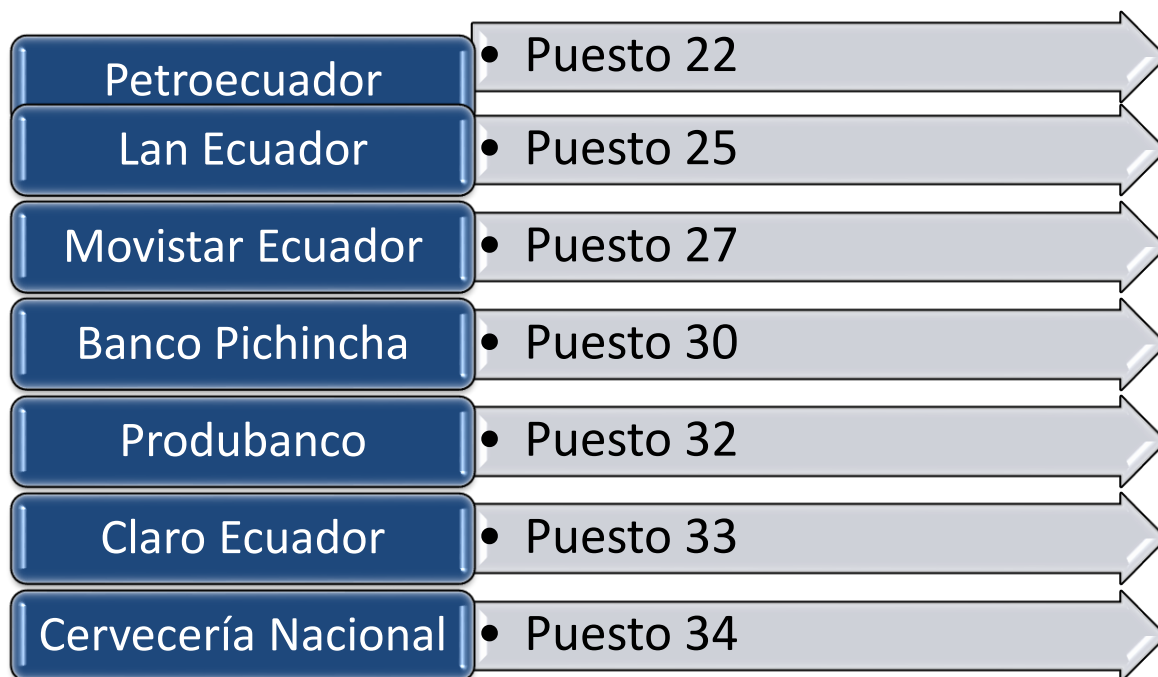 Petroecuador
• Puesto 22
Lan Ecuador
• Puesto 25
Movistar Ecuador
• Puesto 27
Banco Pichincha
• Puesto 30
Produbanco
• Puesto 32
Claro Ecuador
• Puesto 33
Cervecería Nacional
• Puesto 34